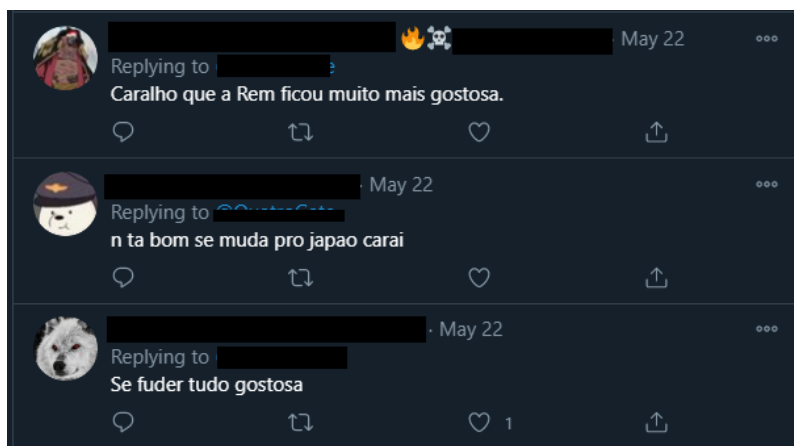 May 22
Replying to
Caralho que a Rem ficou muito mais gostosa.
· May 22
Replying to
n ta bom se muda pro japao carai
· May 22
Replying to
Se fuder tudo gostosa
1